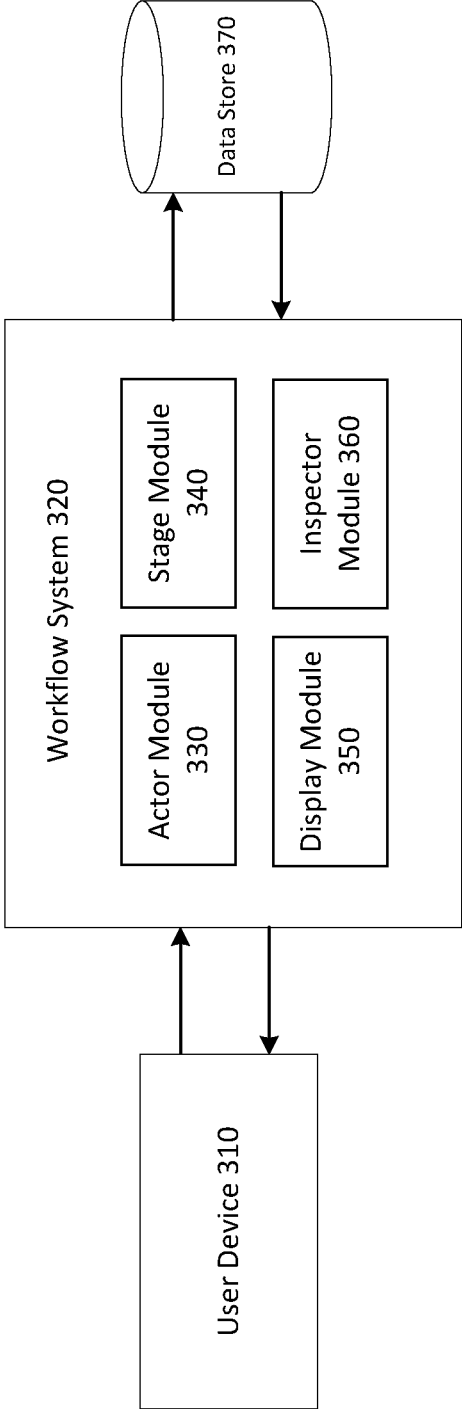 User Device 310
Workflow System 320
Actor Module
330
Stage Module
340
Display Module
350
Inspector
Module 360
Data Store 370